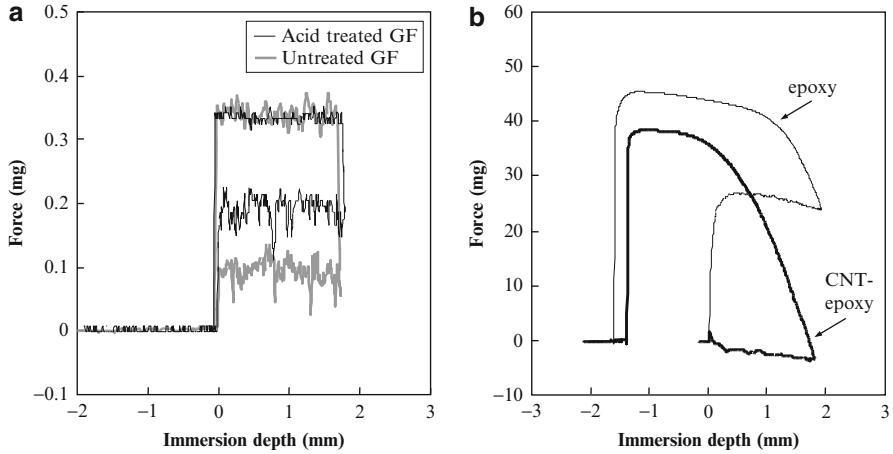 a
0.5
0.4
0.3
0.2
0.1
0
−0.1
Force (mg)
Acid treated GF
Untreated GF
−2
−1
0
1
2
3
Immersion depth (mm)
b
60
50
40
30
20
10
0
−10
Force (mg)
epoxy
CNT-
epoxy
−3
−2
−1
0
1
2
3
Immersion depth (mm)